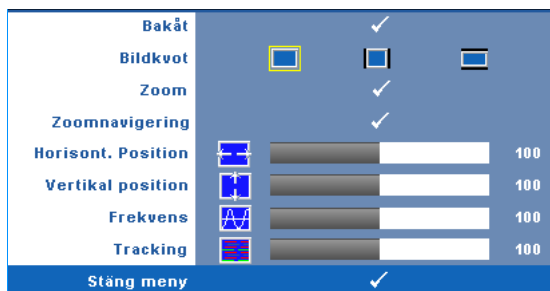 Bakåt
Bildkvot
Zoom
Zoomnavigering
Horisont. Position 100
Vertikal position 100
Frekvens 100
Tracking 100
Stäng meny